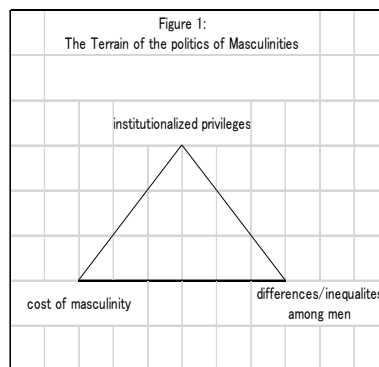 Figure 1:
The Terrain of the politics of Masculinities
institutionalized privileges
cost of masculinity
differences/inequalites
among men